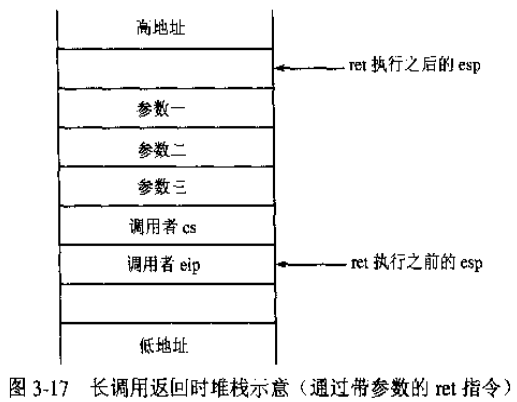 高地址
ret 执行之后的 esp
参数一
参数二
参数三
调用者 cs
调用者 eip
ret 执行之前的 esp
低地址
图 3-17 长调用返回时堆栈示意（通过带参数的 ret 指令）